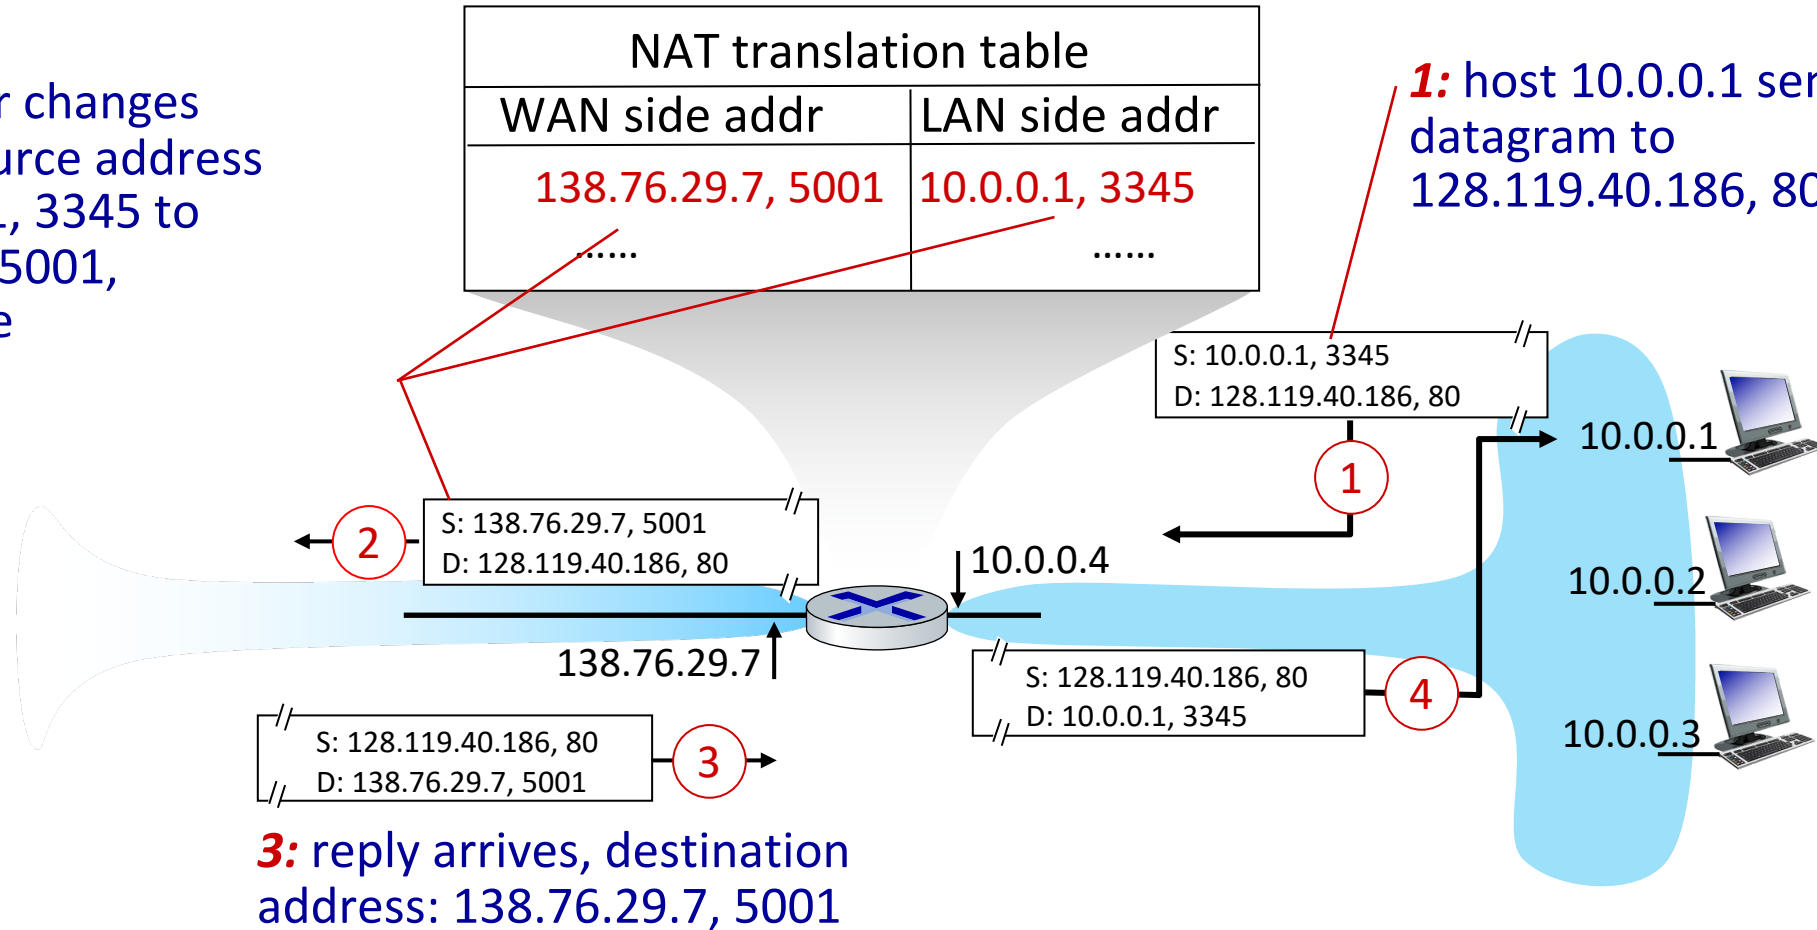 NAT translation table
WAN side addr LAN side addr
138.76.29.7, 5001 10.0.0.1, 3345
...... ......
changes
address
3345 to
5001,
1: host 10.0.0.1
datagram to
128.119.40.186, 80
S: 10.0.0.1, 3345
D: 128.119.40.186, 80
1
10.0.0.1
2
S: 138.76.29.7, 5001
D: 128.119.40.186, 80
10.0.0.4
10.0.0.2
138.76.29.7
S: 128.119.40.186, 80
D: 10.0.0.1, 3345
4
10.0.0.3
S: 128.119.40.186, 80
D: 138.76.29.7, 5001
3
3: reply arrives, destination
address: 138.76.29.7, 5001